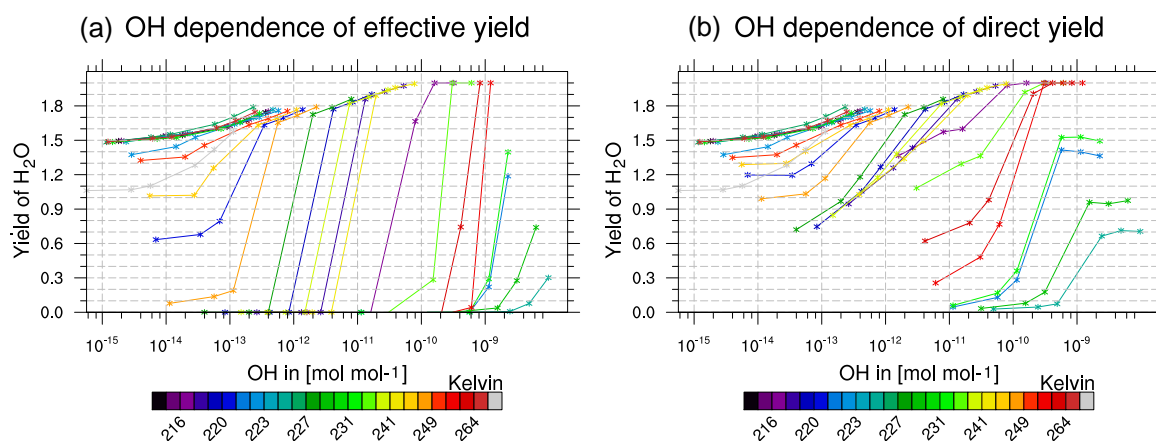 (a) OH dependence of effective yield
Yield of H2O
1.8
1.5
1.2
0.9
0.6
0.3
0.0
10-15 10-14 10-13 10-12 10-11 10-10 10-9
OH in [mol mol-1]
Kelvin
216 220 223 227 231 241 249 264
(b) OH dependence of direct yield
Yield of H2O
1.8
1.5
1.2
0.9
0.6
0.3
0.0
10-15 10-14 10-13 10-12 10-11 10-10 10-9
OH in [mol mol-1]
Kelvin
216 220 223 227 231 241 249 264